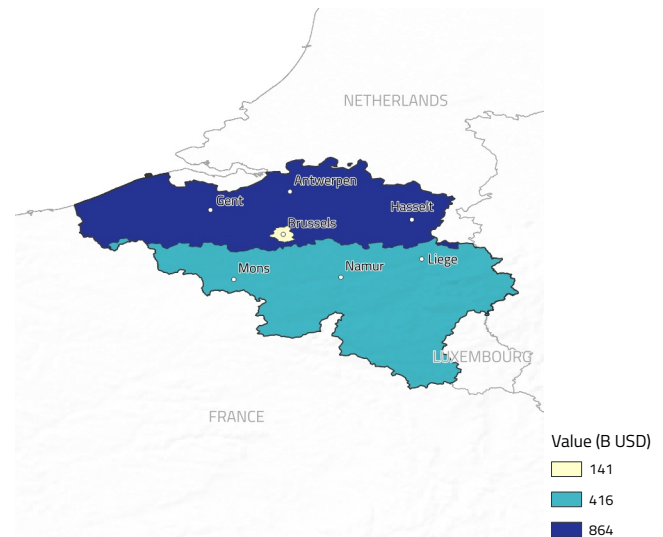 NETHERLANDS
Antwerpen
Gent
Hasselt
Brussels
Liege
Namur
Mons
LUXEMBOURG
FRANCE
Value (B USD)
141
416
864